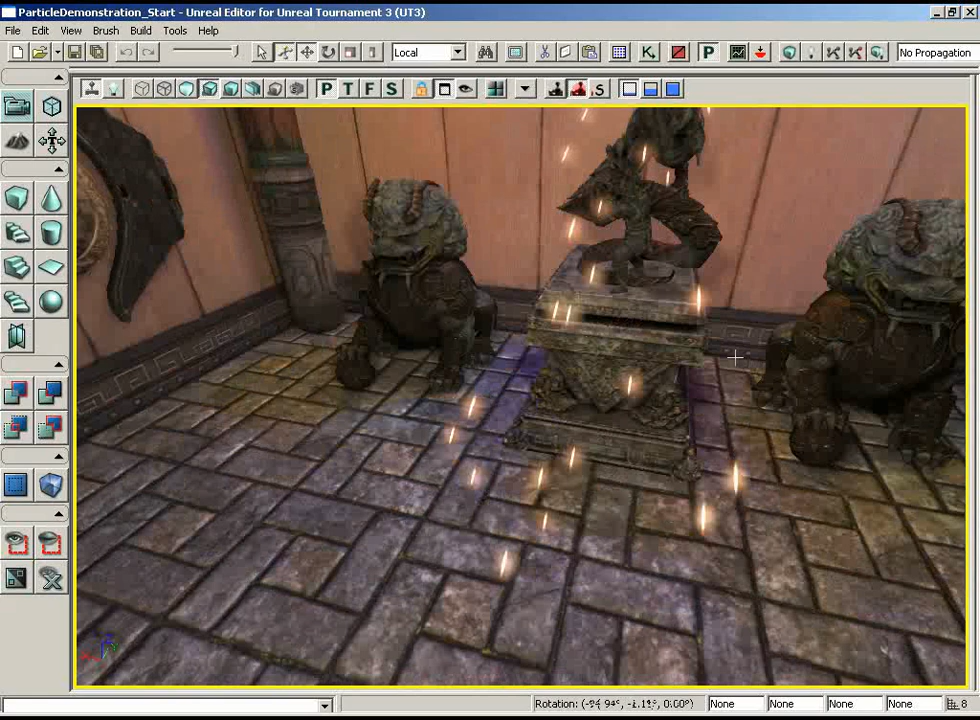 ParticleDemonstration_Start - Unreal Editor for Unreal Tournament 3 (UT3)
File Edit View Brush Build Tools Help
Local
P
No Propagation
P T F S
.S
None None None None 8